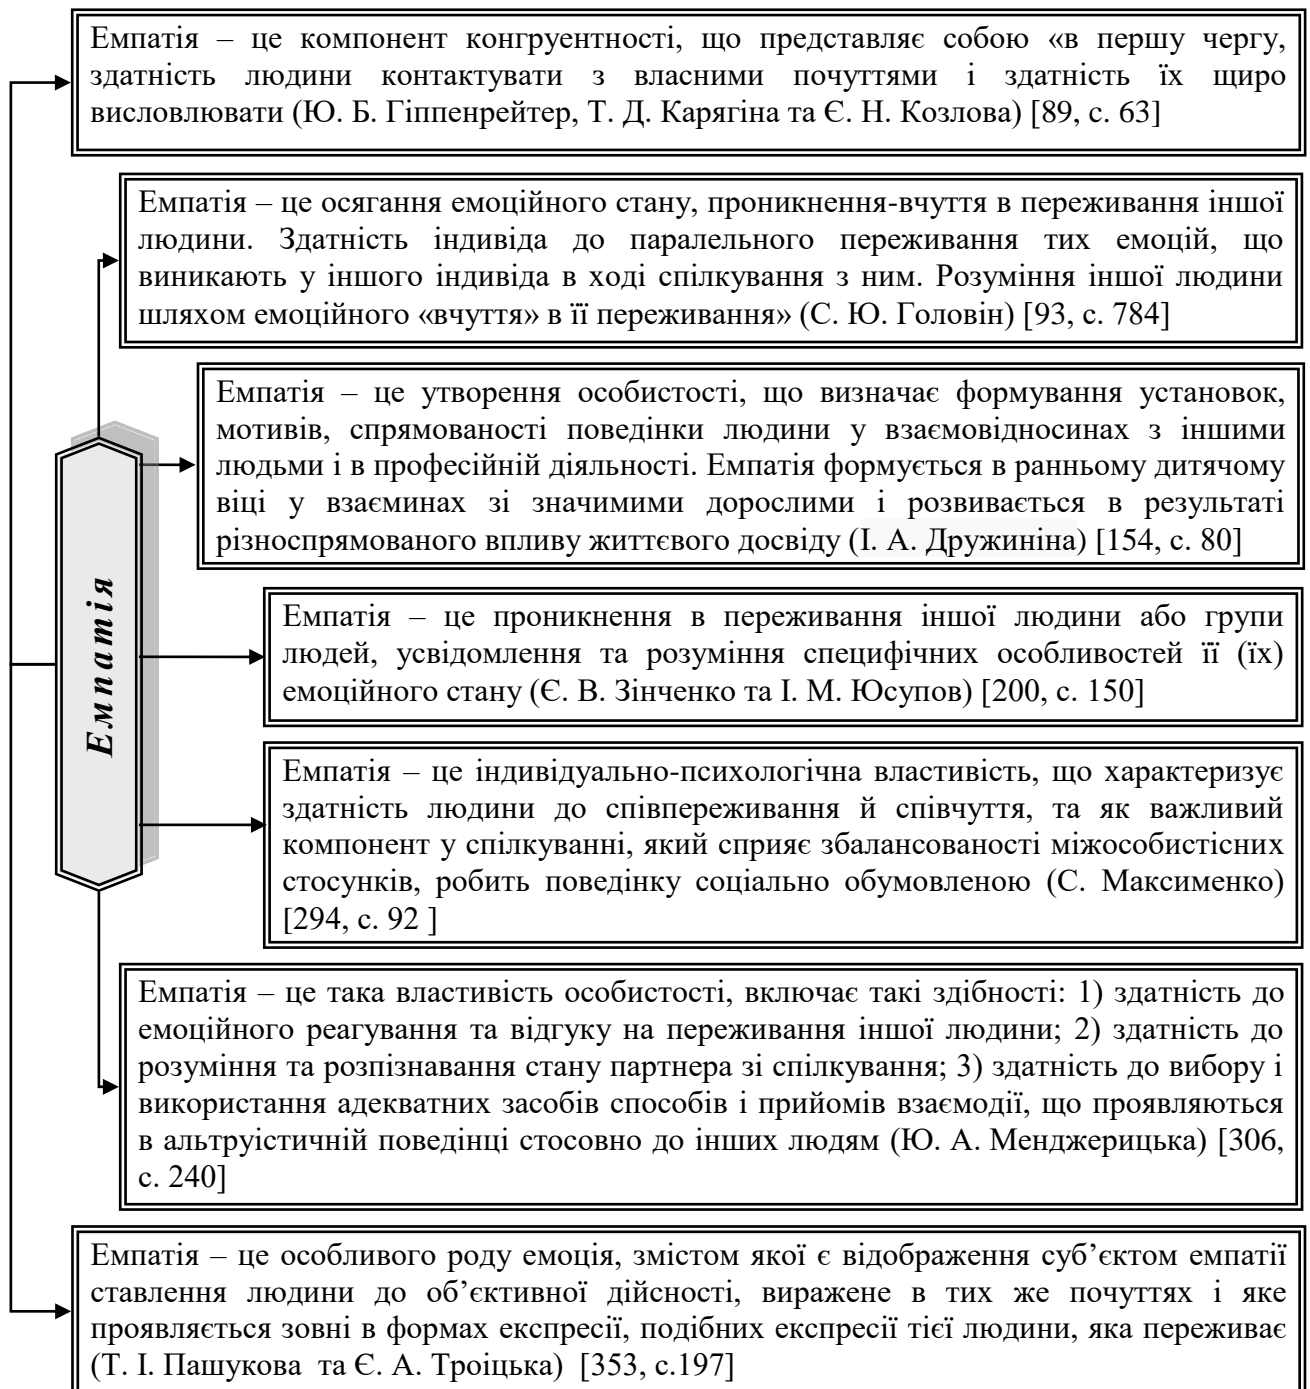 Емпатія – це компонент конгруентності, що представляє собою «в першу чергу,
здатність людини контактувати з власними почуттями і здатність їх щиро
висловлювати (Ю. Б. Гіппенрейтер, Т. Д. Карягіна та Є. Н. Козлова) [89, с. 63]
Емпатія – це осягання емоційного стану, проникнення-вчуття в переживання іншої
людини. Здатність індивіда до паралельного переживання тих емоцій, що
виникають у іншого індивіда в ході спілкування з ним. Розуміння іншої людини
шляхом емоційного «вчуття» в її переживання» (С. Ю. Головін) [93, с. 784]
Емпатія – це утворення особистості, що визначає формування установок,
мотивів, спрямованості поведінки людини у взаємовідносинах з іншими
людьми і в професійній діяльності. Емпатія формується в ранньому дитячому
віці у взаєминах зі значимими дорослими і розвивається в результаті
різноспрямованого впливу життєвого досвіду (І. А. Дружиніна) [154, с. 80]
Емпатія
Емпатія – це проникнення в переживання іншої людини або групи
людей, усвідомлення та розуміння специфічних особливостей її (їх)
емоційного стану (Є. В. Зінченко та І. М. Юсупов) [200, с. 150]
Емпатія – це індивідуально-психологічна властивість, що характеризує
здатність людини до співпереживання й співчуття, та як важливий
компонент у спілкуванні, який сприяє збалансованості міжособистісних
стосунків, робить поведінку соціально обумовленою (С. Максименко)
[294, с. 92 ]
Емпатія – це така властивість особистості, включає такі здібності: 1) здатність до
емоційного реагування та відгуку на переживання іншої людини; 2) здатність до
розуміння та розпізнавання стану партнера зі спілкування; 3) здатність до вибору і
використання адекватних засобів способів і прийомів взаємодії, що проявляються
в альтруістичній поведінці стосовно до інших людям (Ю. А. Менджерицька) [306,
с. 240]
Емпатія – це особливого роду емоція, змістом якої є відображення суб’єктом емпатії
ставлення людини до об’єктивної дійсності, виражене в тих же почуттях і яке
проявляється зовні в формах експресії, подібних експресії тієї людини, яка переживає
(Т. І. Пашукова та Є. А. Троіцька) [353, с.197]